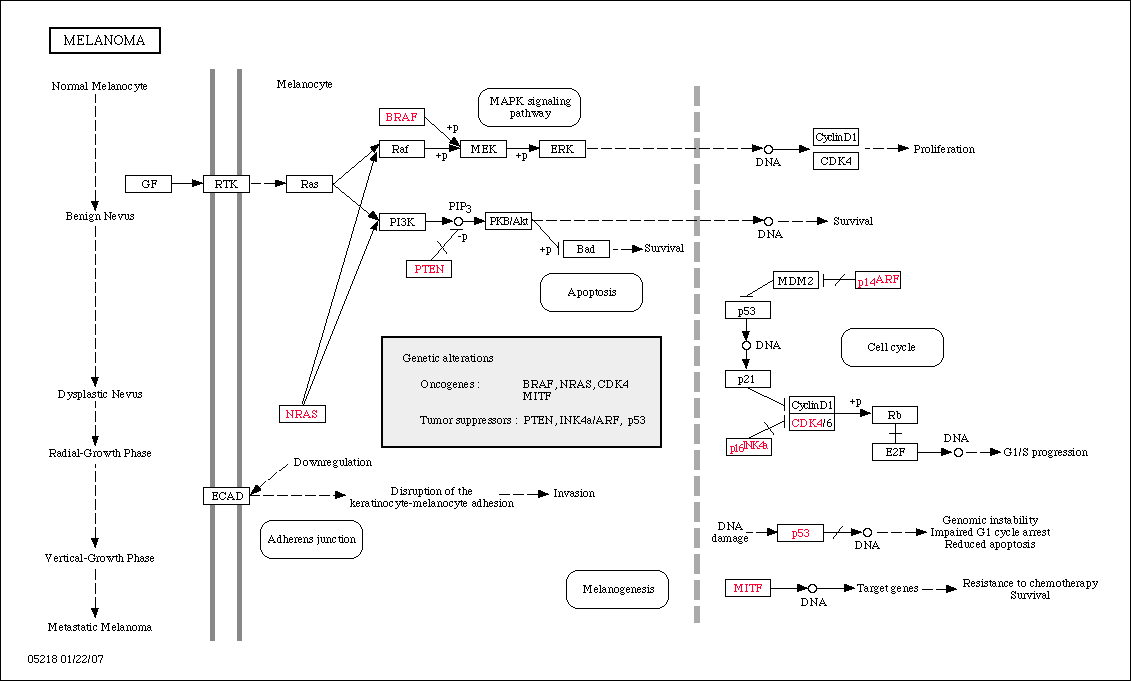 MELANOMA
Normal Melanocyte
Benign Nevus
Dysplastic Nevus
Radial-Growth Phase
Vertical-Growth Phase
Metastatic Melanoma
Melanocyte
BRAF
MAPK signaling
pathway
+p
Raf
+p
MEK
+p
ERK
DNA
CyclinD1
CDK4
Proliferation
GF
RTK
Ras
PI3K
PIP3
-p
PKB/Akt
DNA
Survival
PTEN
+p
Bad
Survival
Apoptosis
MDM2
p14ARF
p53
DNA
Cell cycle
p21
CyclinD1
CDK4/6
+p
Rb
p16INK4a
E2F
DNA
G1/S progression
Genetic alterations
Oncogenes :
BRAF, NRAS, CDK4
MITF
Tumor suppressors :
PTEN, INK4a/ARF, p53
NRAS
Downregulation
ECAD
Disruption of the
keratinocyte-melanocyte adhesion
Invasion
Adherens junction
DNA
damage
p53
DNA
Genomic instability
Impaired G1 cycle arrest
Reduced apoptosis
Melanogenesis
MITF
DNA
Target genes
Resistance to chemotherapy
Survival
05218 01/22/07